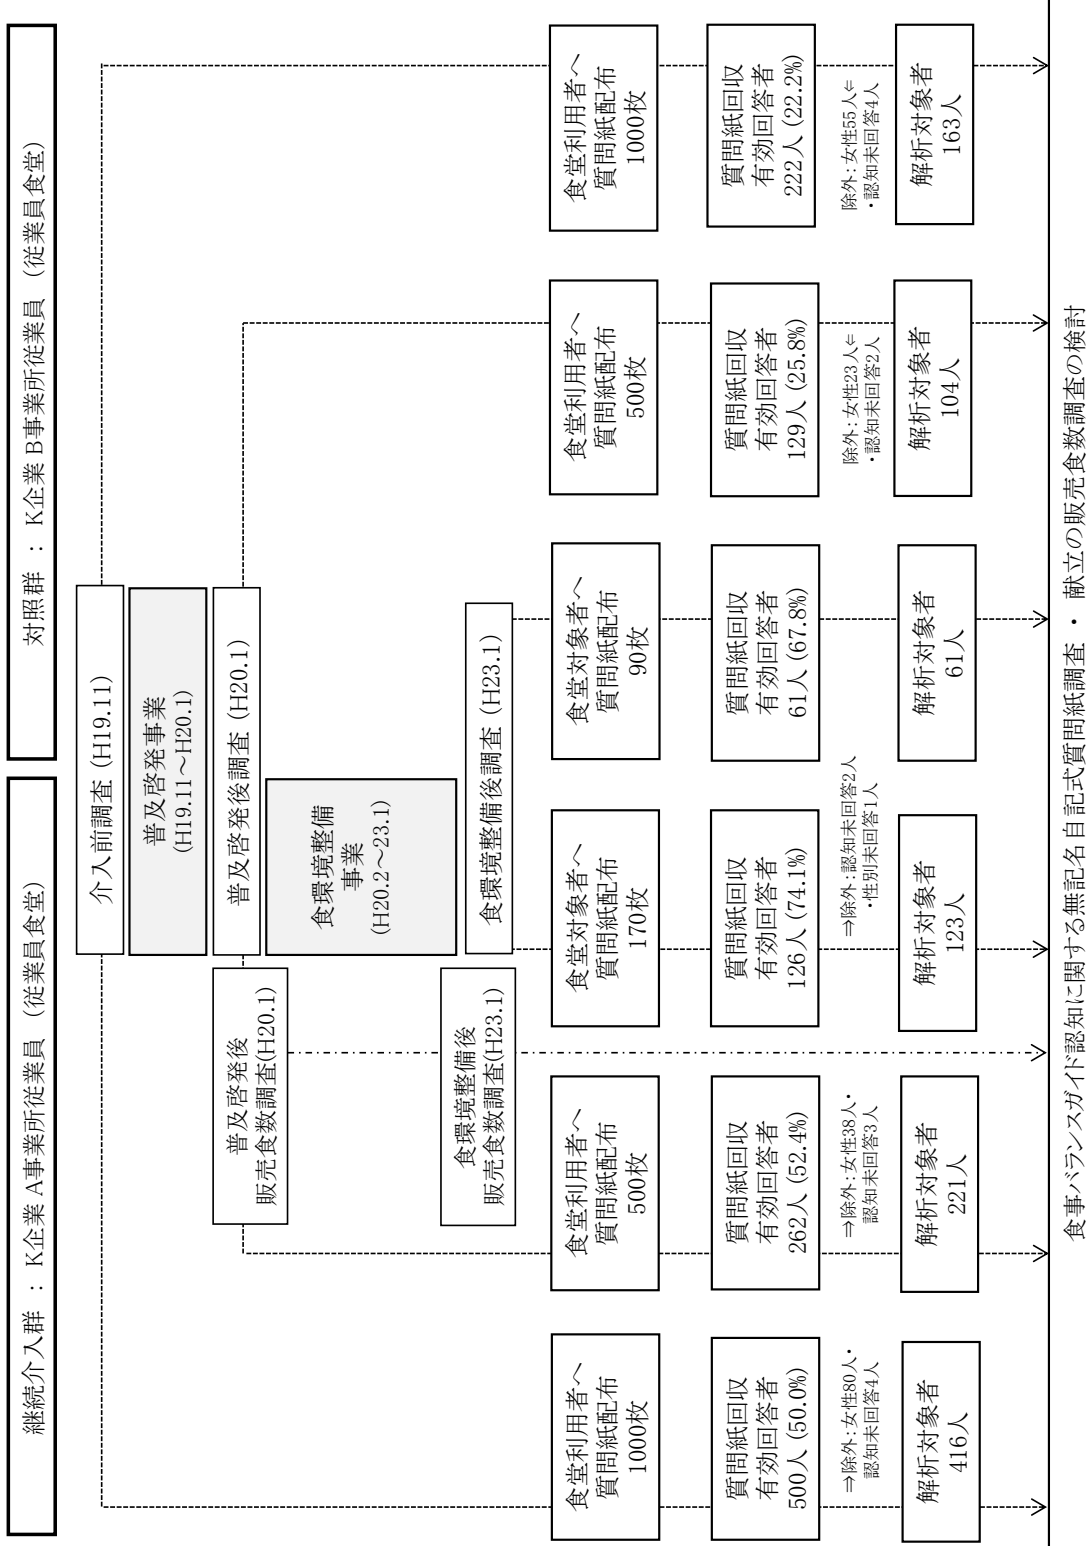 継続介入群 : K企業 A事業所従業員 (従業員食堂)
対照群 : K企業 B事業所従業員 (従業員食堂)
介入前調査 (H19.11)
普及啓発事業
(H19.11～H20.1)
普及啓発後調査 (H20.1)
普及啓発後
販売食数調査(H20.1)
食環境整備
事業
(H20.2～23.1)
食環境整備後
販売食数調査(H23.1)
食環境整備後調査 (H23.1)
食堂利用者へ
質問紙配布
1000枚
質問紙回収
有効回答者
500人 (50.0%)
⇒除外:女性80人・
認知未回答4人
解析対象者
416人
食堂利用者へ
質問紙配布
500枚
質問紙回収
有効回答者
262人 (52.4%)
⇒除外:女性38人・
認知未回答3人
解析対象者
221人
食堂対象者へ
質問紙配布
170枚
質問紙回収
有効回答者
126人 (74.1%)
⇒除外:認知未回答2人
・性別未回答1人
解析対象者
123人
食堂対象者へ
質問紙配布
90枚
質問紙回収
有効回答者
61人 (67.8%)
解析対象者
61人
食堂利用者へ
質問紙配布
500枚
質問紙回収
有効回答者
129人 (25.8%)
除外:女性23人⇐
・認知未回答2人
解析対象者
104人
食堂利用者へ
質問紙配布
1000枚
質問紙回収
有効回答者
222人 (22.2%)
除外:女性55人⇐
・認知未回答4人
解析対象者
163人
食事バランスガイド認知に関する無記名自記式質問紙調査 ・ 献立の販売食数調査の検討